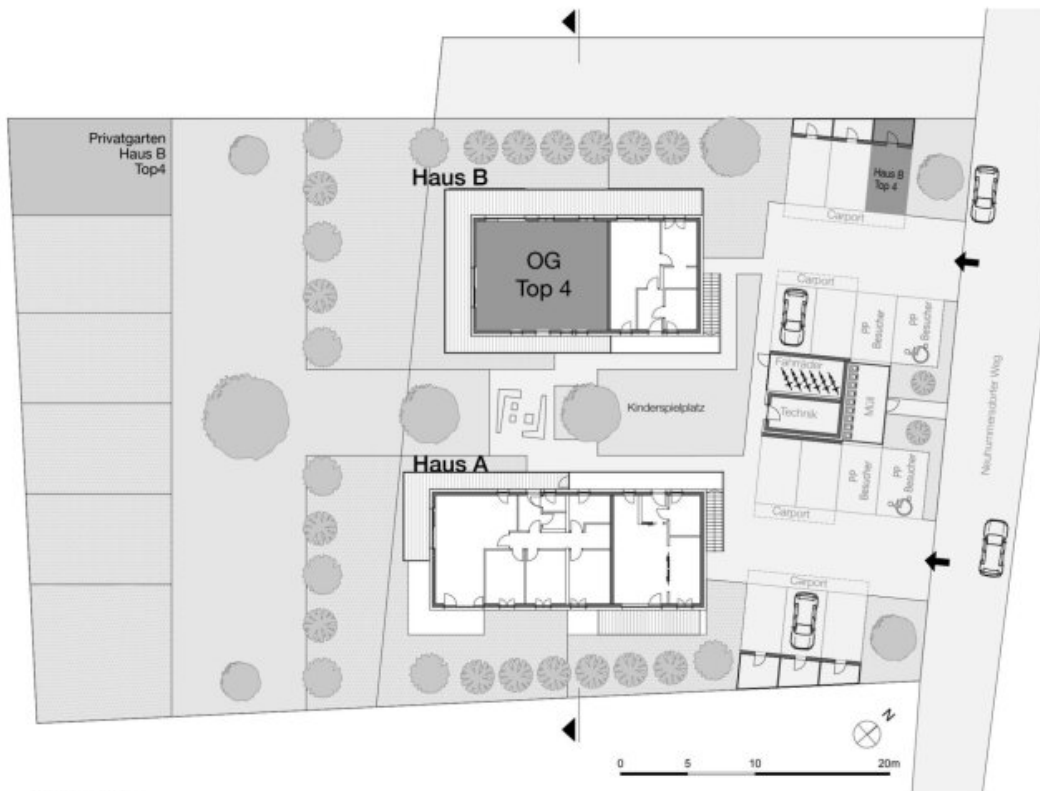 Privatgarten
Haus B
Top4
Haus B
Haus B
Top 4
Carport
OG
Top 4
Carport
PP
Besucher
PP
Besucher
Fahrräder
Technik
Müll
Kinderspielplatz
Neuhummersdorfer Weg
Haus A
PP
Besucher
PP
Besucher
Carport
Carport
N
0 5 10 20m